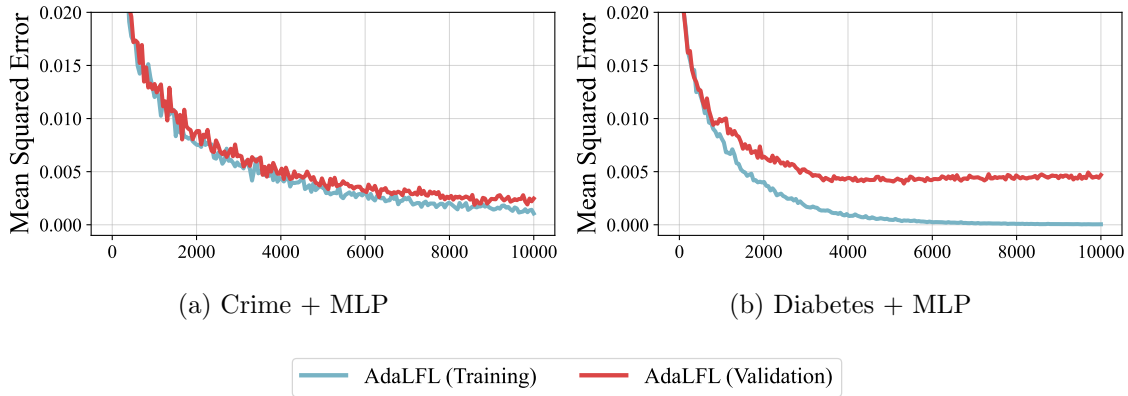 Mean Squared Error
0.020
0.015
0.010
0.005
0.000
0 2000 4000 6000 8000 10000
(a) Crime + MLP
Mean Squared Error
0.020
0.015
0.010
0.005
0.000
0 2000 4000 6000 8000 10000
(b) Diabetes + MLP
AdaLFL (Training) AdaLFL (Validation)